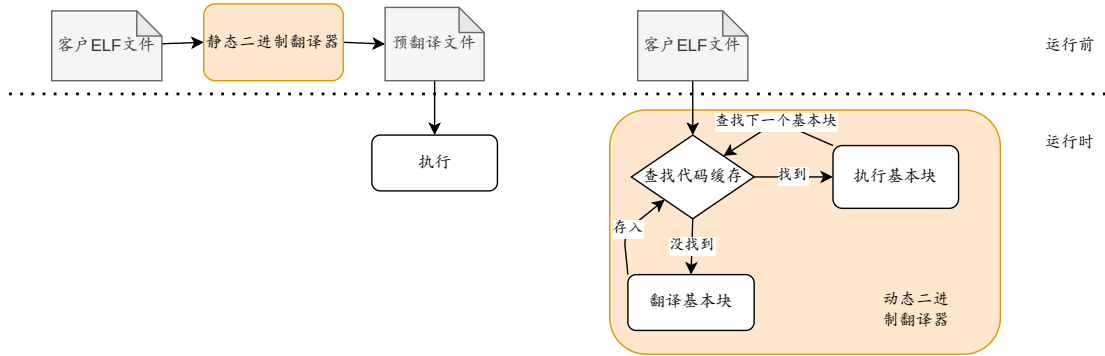 客户ELF文件
静态二进制翻译器
预翻译文件
客户ELF文件
运行前
执行
查找下一个基本块
运行时
查找代码缓存
找到
执行基本块
存入
没找到
翻译基本块
动态二进
制翻译器